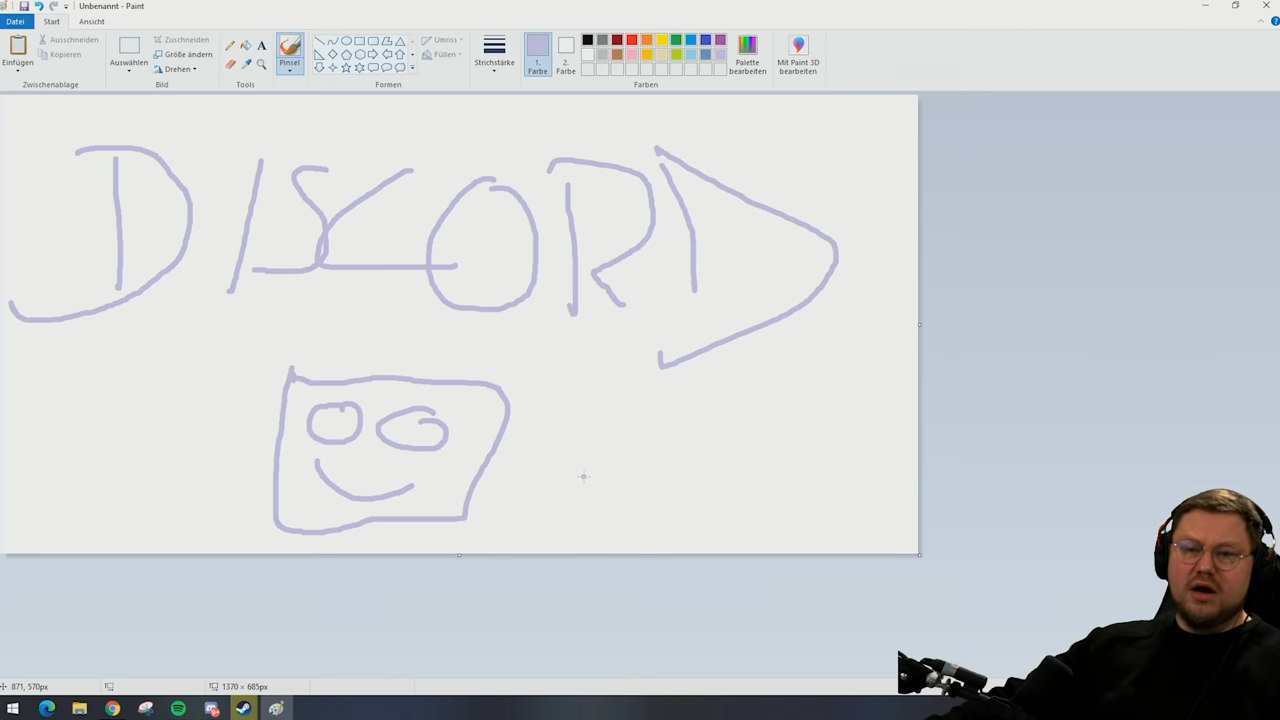 Unbenannt - Paint
Datei Start Ansicht
Einfügen
Ausschneiden
Kopieren
Zwischenablage
Auswählen
Zuschneiden
Größe ändern
Drehen
Bild
A
Tools
Pinsel
Umriss
Füllen
Formen
Strichstärke
1.
Farbe
2.
Farbe
Palette
bearbeiten
Mit Paint 3D
bearbeiten
Farben
DISCORD
871, 570px
1370 × 685px